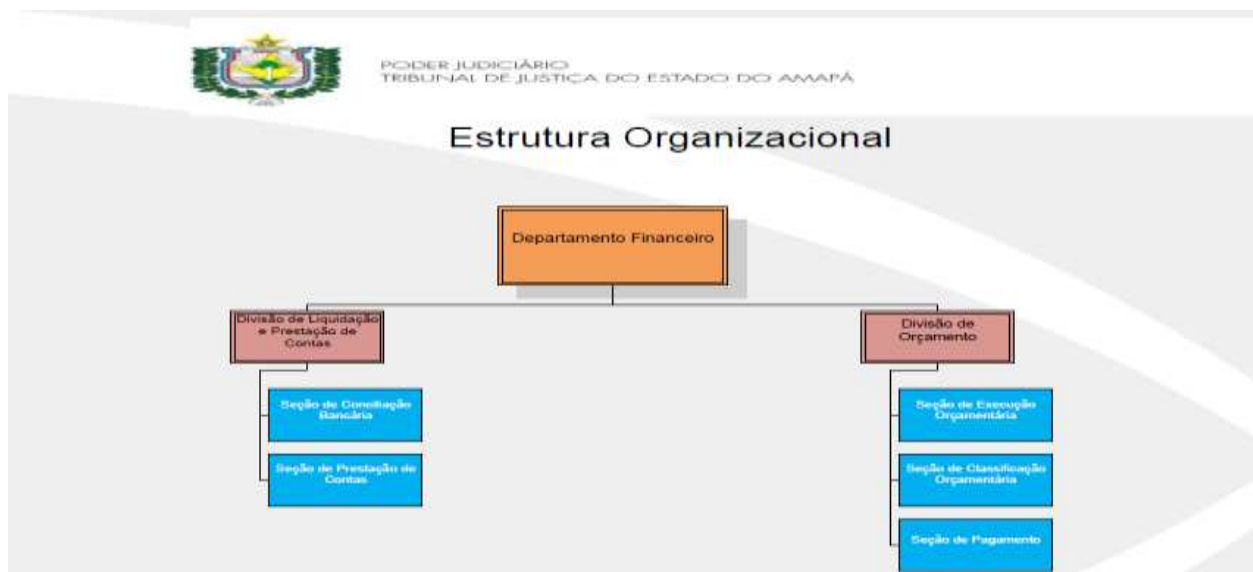 PODER JUDICIÁRIO
TRIBUNAL DE JUSTIÇA DO ESTADO DO AMAPÁ
Estrutura Organizacional
Departamento Financeiro
Divisão de Liquidação
e Prestação de
Contas
Seção de Conciliação
Bancária
Seção de Prestação de
Contas
Divisão de
Orçamento
Seção de Execução
Orçamentária
Seção de Classificação
Orçamentária
Seção de Pagamento